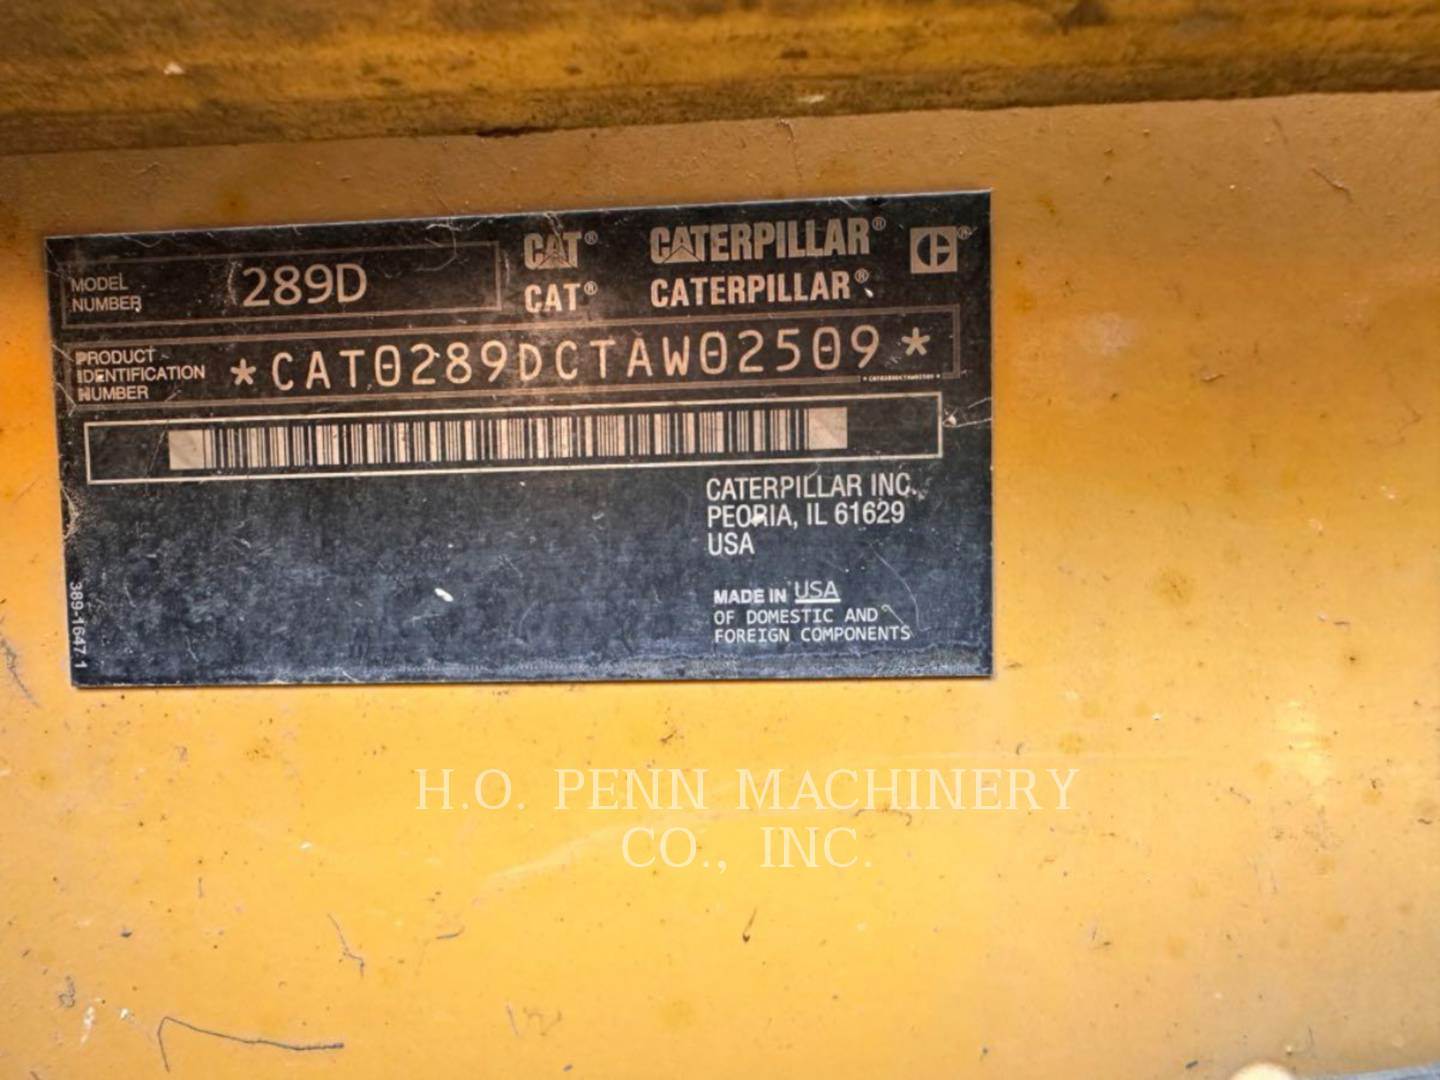 MODEL
NUMBER
289D
CAT®
CAT®
CATERPILLAR®
CATERPILLAR®
C®
PRODUCT
IDENTIFICATION
NUMBER
*CAT0289DCTAW02509*
*CAT0289DCTAW02509*
CATERPILLAR INC.
PEORIA, IL 61629
USA
MADE IN USA
OF DOMESTIC AND
FOREIGN COMPONENTS
389-1647 1
H.O. PENN MACHINERY
CO., INC.